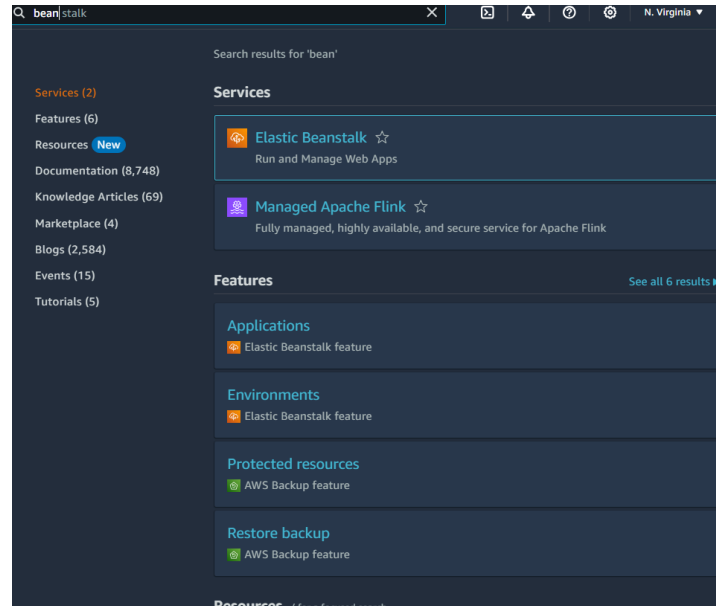 bean stalk
N. Virginia
Search results for 'bean'
Services (2)
Features (6)
Resources New
Documentation (8,748)
Knowledge Articles (69)
Marketplace (4)
Blogs (2,584)
Events (15)
Tutorials (5)
Services
Elastic Beanstalk
Run and Manage Web Apps
Managed Apache Flink
Fully managed, highly available, and secure service for Apache Flink
Features
See all 6 results
Applications
Elastic Beanstalk feature
Environments
Elastic Beanstalk feature
Protected resources
AWS Backup feature
Restore backup
AWS Backup feature
Resources